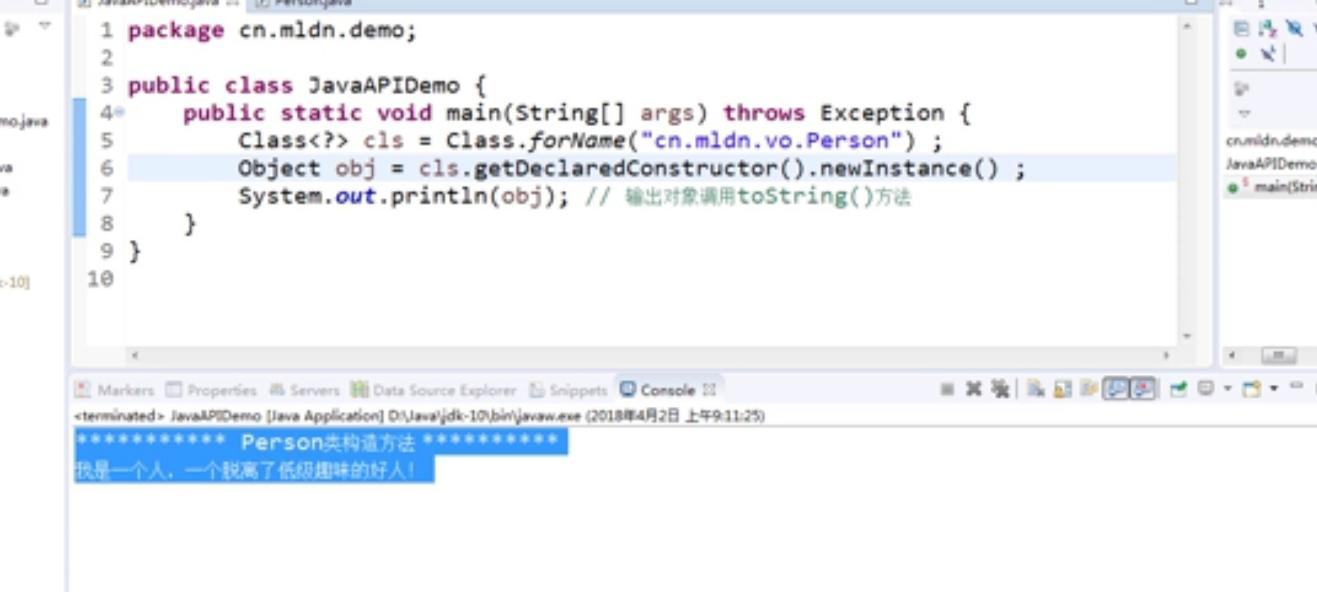 JavaAPIDemo.java Person.java
1 package cn.mldn.demo;
2
3 public class JavaAPIDemo {
4 public static void main(String[] args) throws Exception {
5 Class<?> cls = Class.forName("cn.mldn.vo.Person") ;
6 Object obj = cls.getDeclaredConstructor().newInstance() ;
7 System.out.println(obj); // 输出对象调用toString()方法
8 }
9 }
10
mo.java
va
k-10]
cn.mldn.demo
JavaAPIDemo
main(Strin
Markers Properties Servers Data Source Explorer Snippets Console
<terminated> JavaAPIDemo [Java Application] D:\Java\jdk-10\bin\javaw.exe (2018年4月2日 上午9:11:25)
*********** Person类构造方法 **********
我是一个人，一个脱离了低级趣味的好人！